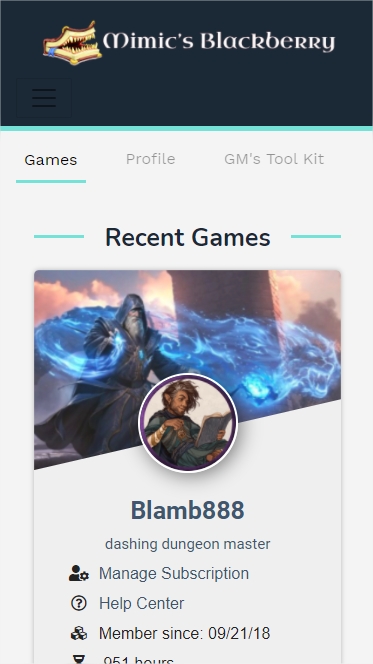 Mimic's Blackberry
Games Profile GM's Tool Kit
Recent Games
Blamb888
dashing dungeon master
Manage Subscription
Help Center
Member since: 09/21/18
951 hours